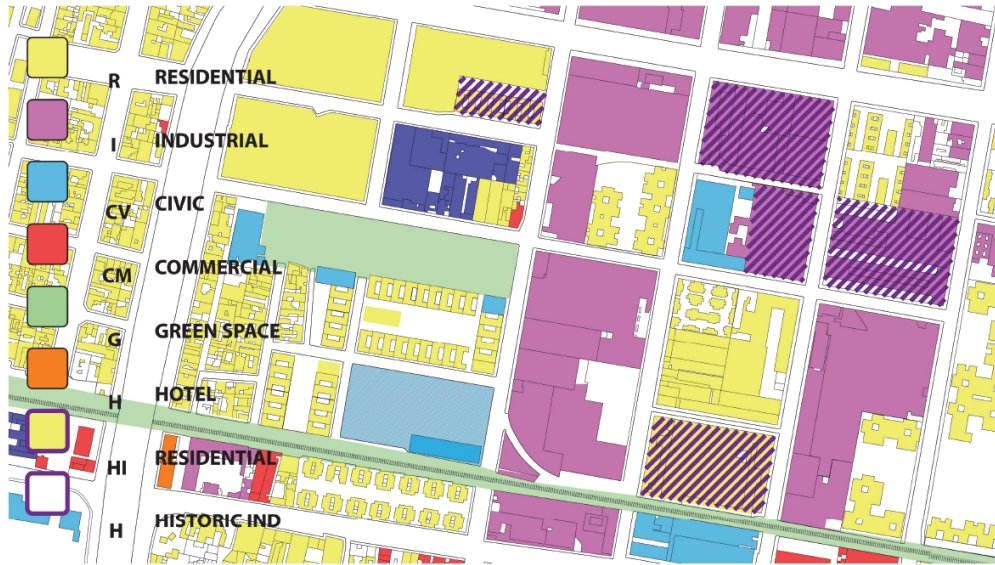 R RESIDENTIAL
I INDUSTRIAL
CV CIVIC
CM COMMERCIAL
G GREEN SPACE
H HOTEL
HI RESIDENTIAL
H HISTORIC IND